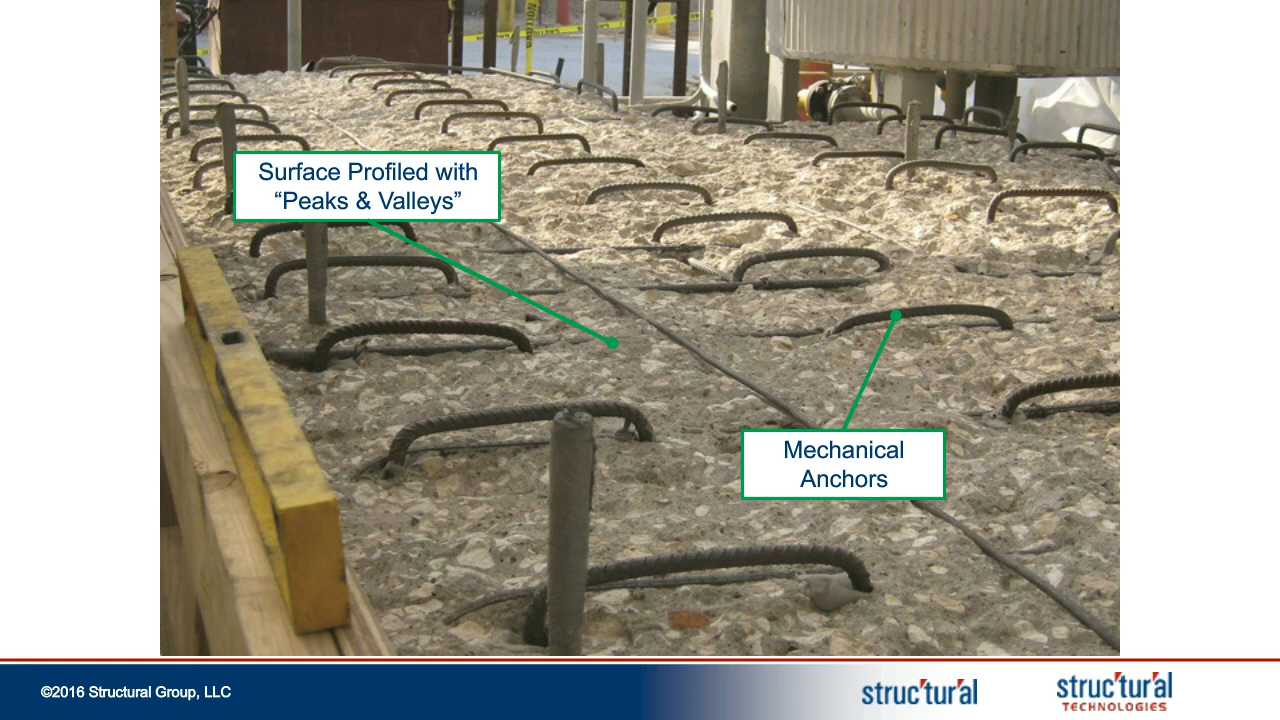 Surface Profiled with
“Peaks & Valleys”
Mechanical
Anchors
©2016 Structural Group, LLC
struc'tur'al
struc'tur'al
TECHNOLOGIES